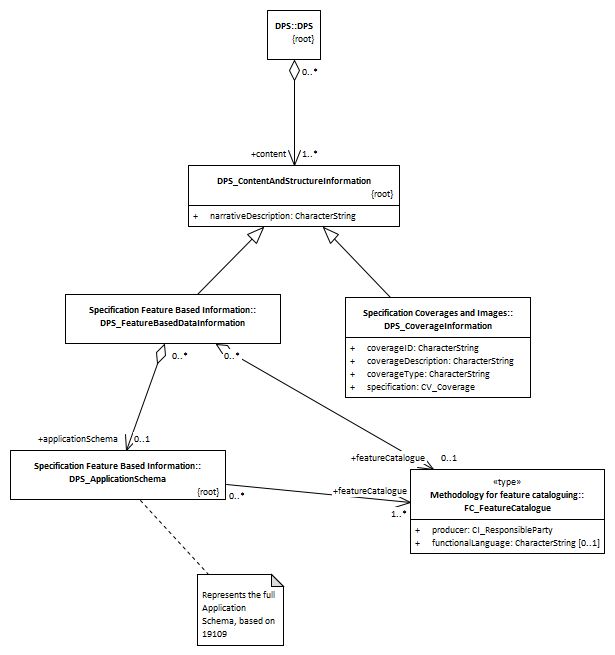 DPS::DPS
{root}
0..*
+content
1..*
DPS_ContentAndStructureInformation
{root}
+ narrativeDescription: CharacterString
Specification Feature Based Information::
DPS_FeatureBasedDataInformation
Specification Coverages and Images::
DPS_CoverageInformation
+ coverageID: CharacterString
+ coverageDescription: CharacterString
+ coverageType: CharacterString
+ specification: CV_Coverage
0..*
0..*
+applicationSchema
0..1
+featureCatalogue
0..1
Specification Feature Based Information::
DPS_ApplicationSchema
{root}
0..*
+featureCatalogue
1..*
«type»
Methodology for feature cataloguing::
FC_FeatureCatalogue
+ producer: CI_ResponsibleParty
+ functionalLanguage: CharacterString [0..1]
Represents the full
Application
Schema, based on
19109